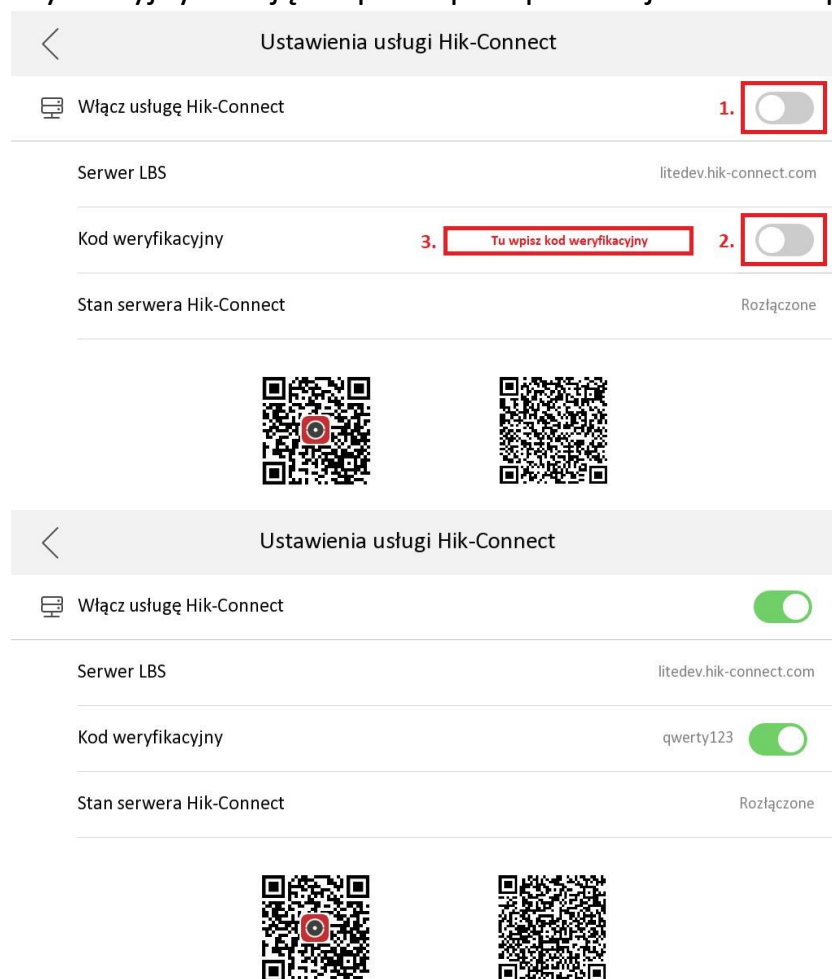 Ustawienia usługi Hik-Connect
Włącz usługę Hik-Connect 1.
Serwer LBS litedev.hik-connect.com
Kod weryfikacyjny 3. Tu wpisz kod weryfikacyjny 2.
Stan serwera Hik-Connect Rozłączone
Ustawienia usługi Hik-Connect
Włącz usługę Hik-Connect
Serwer LBS litedev.hik-connect.com
Kod weryfikacyjny qwerty123
Stan serwera Hik-Connect Rozłączone